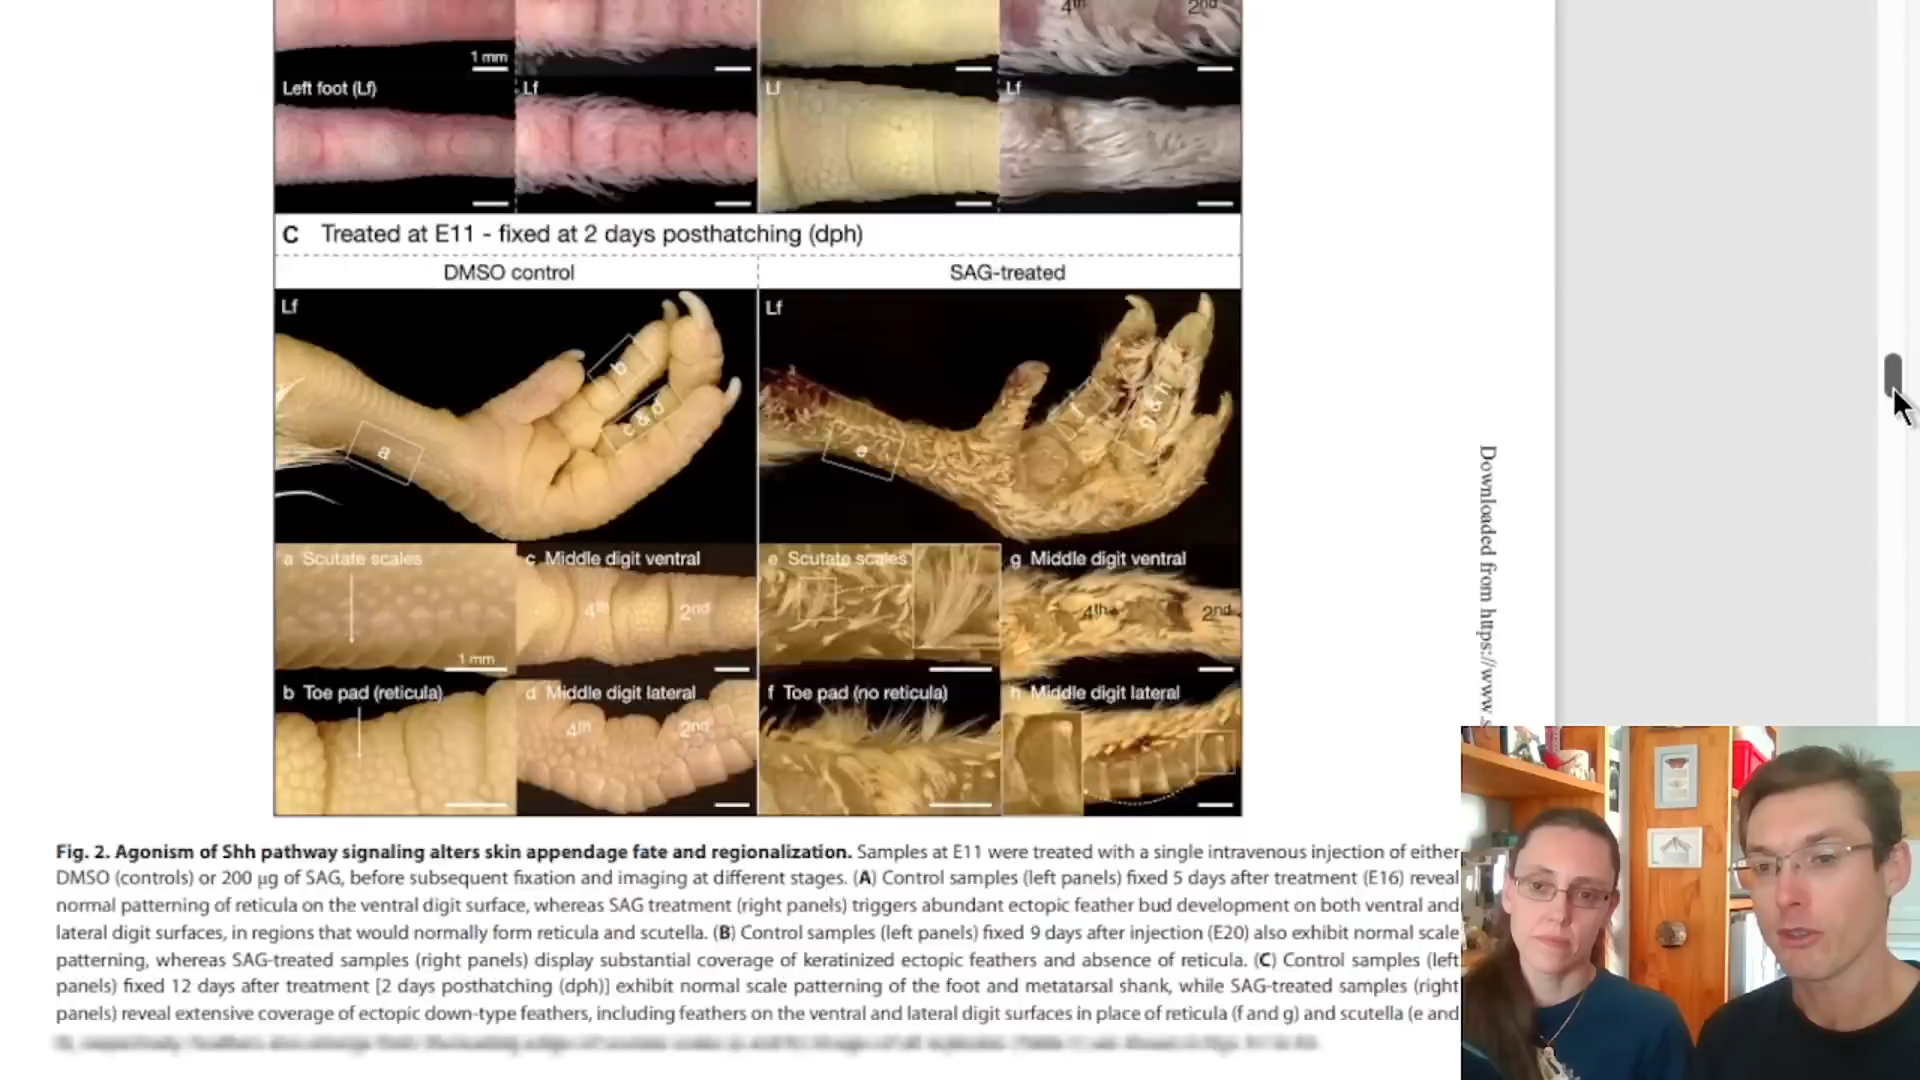 4th
2nd
1 mm
Left foot (Lf)
Lf
Lf
Lf
C Treated at E11 - fixed at 2 days posthatching (dph)
DMSO control
SAG-treated
Lf
Lf
b
c & d
a
f
g & h
e
a Scutate scales
c Middle digit ventral
e Scutate scales
g Middle digit ventral
4th
2nd
4th
2nd
1 mm
b Toe pad (reticula)
d Middle digit lateral
f Toe pad (no reticula)
h Middle digit lateral
4th
2nd
Downloaded from https://www.s
Fig. 2. Agonism of Shh pathway signaling alters skin appendage fate and regionalization. Samples at E11 were treated with a single intravenous injection of either
DMSO (controls) or 200 μg of SAG, before subsequent fixation and imaging at different stages. (A) Control samples (left panels) fixed 5 days after treatment (E16) reveal
normal patterning of reticula on the ventral digit surface, whereas SAG treatment (right panels) triggers abundant ectopic feather bud development on both ventral and
lateral digit surfaces, in regions that would normally form reticula and scutella. (B) Control samples (left panels) fixed 9 days after injection (E20) also exhibit normal scale
patterning, whereas SAG-treated samples (right panels) display substantial coverage of keratinized ectopic feathers and absence of reticula. (C) Control samples (left
panels) fixed 12 days after treatment [2 days posthatching (dph)] exhibit normal scale patterning of the foot and metatarsal shank, while SAG-treated samples (right
panels) reveal extensive coverage of ectopic down-type feathers, including feathers on the ventral and lateral digit surfaces in place of reticula (f and g) and scutella (e and